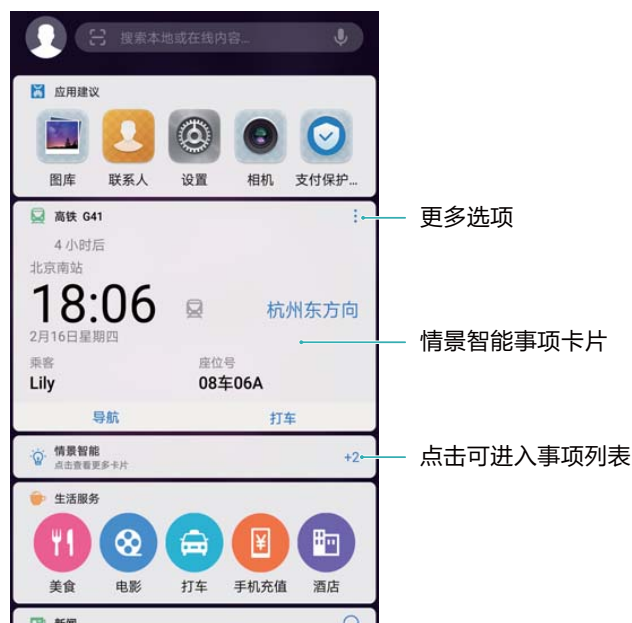 搜索本地或在线内容...
应用建议
图库 联系人 设置 相机 支付保护...
高铁 G41
更多选项
4 小时后
北京南站
18:06
杭州东方向
2月16日星期四
情景智能事项卡片
乘客 座位号
Lily 08车06A
导航 打车
情景智能
点击查看更多卡片
+2
点击可进入事项列表
生活服务
美食 电影 打车 手机充值 酒店
新闻